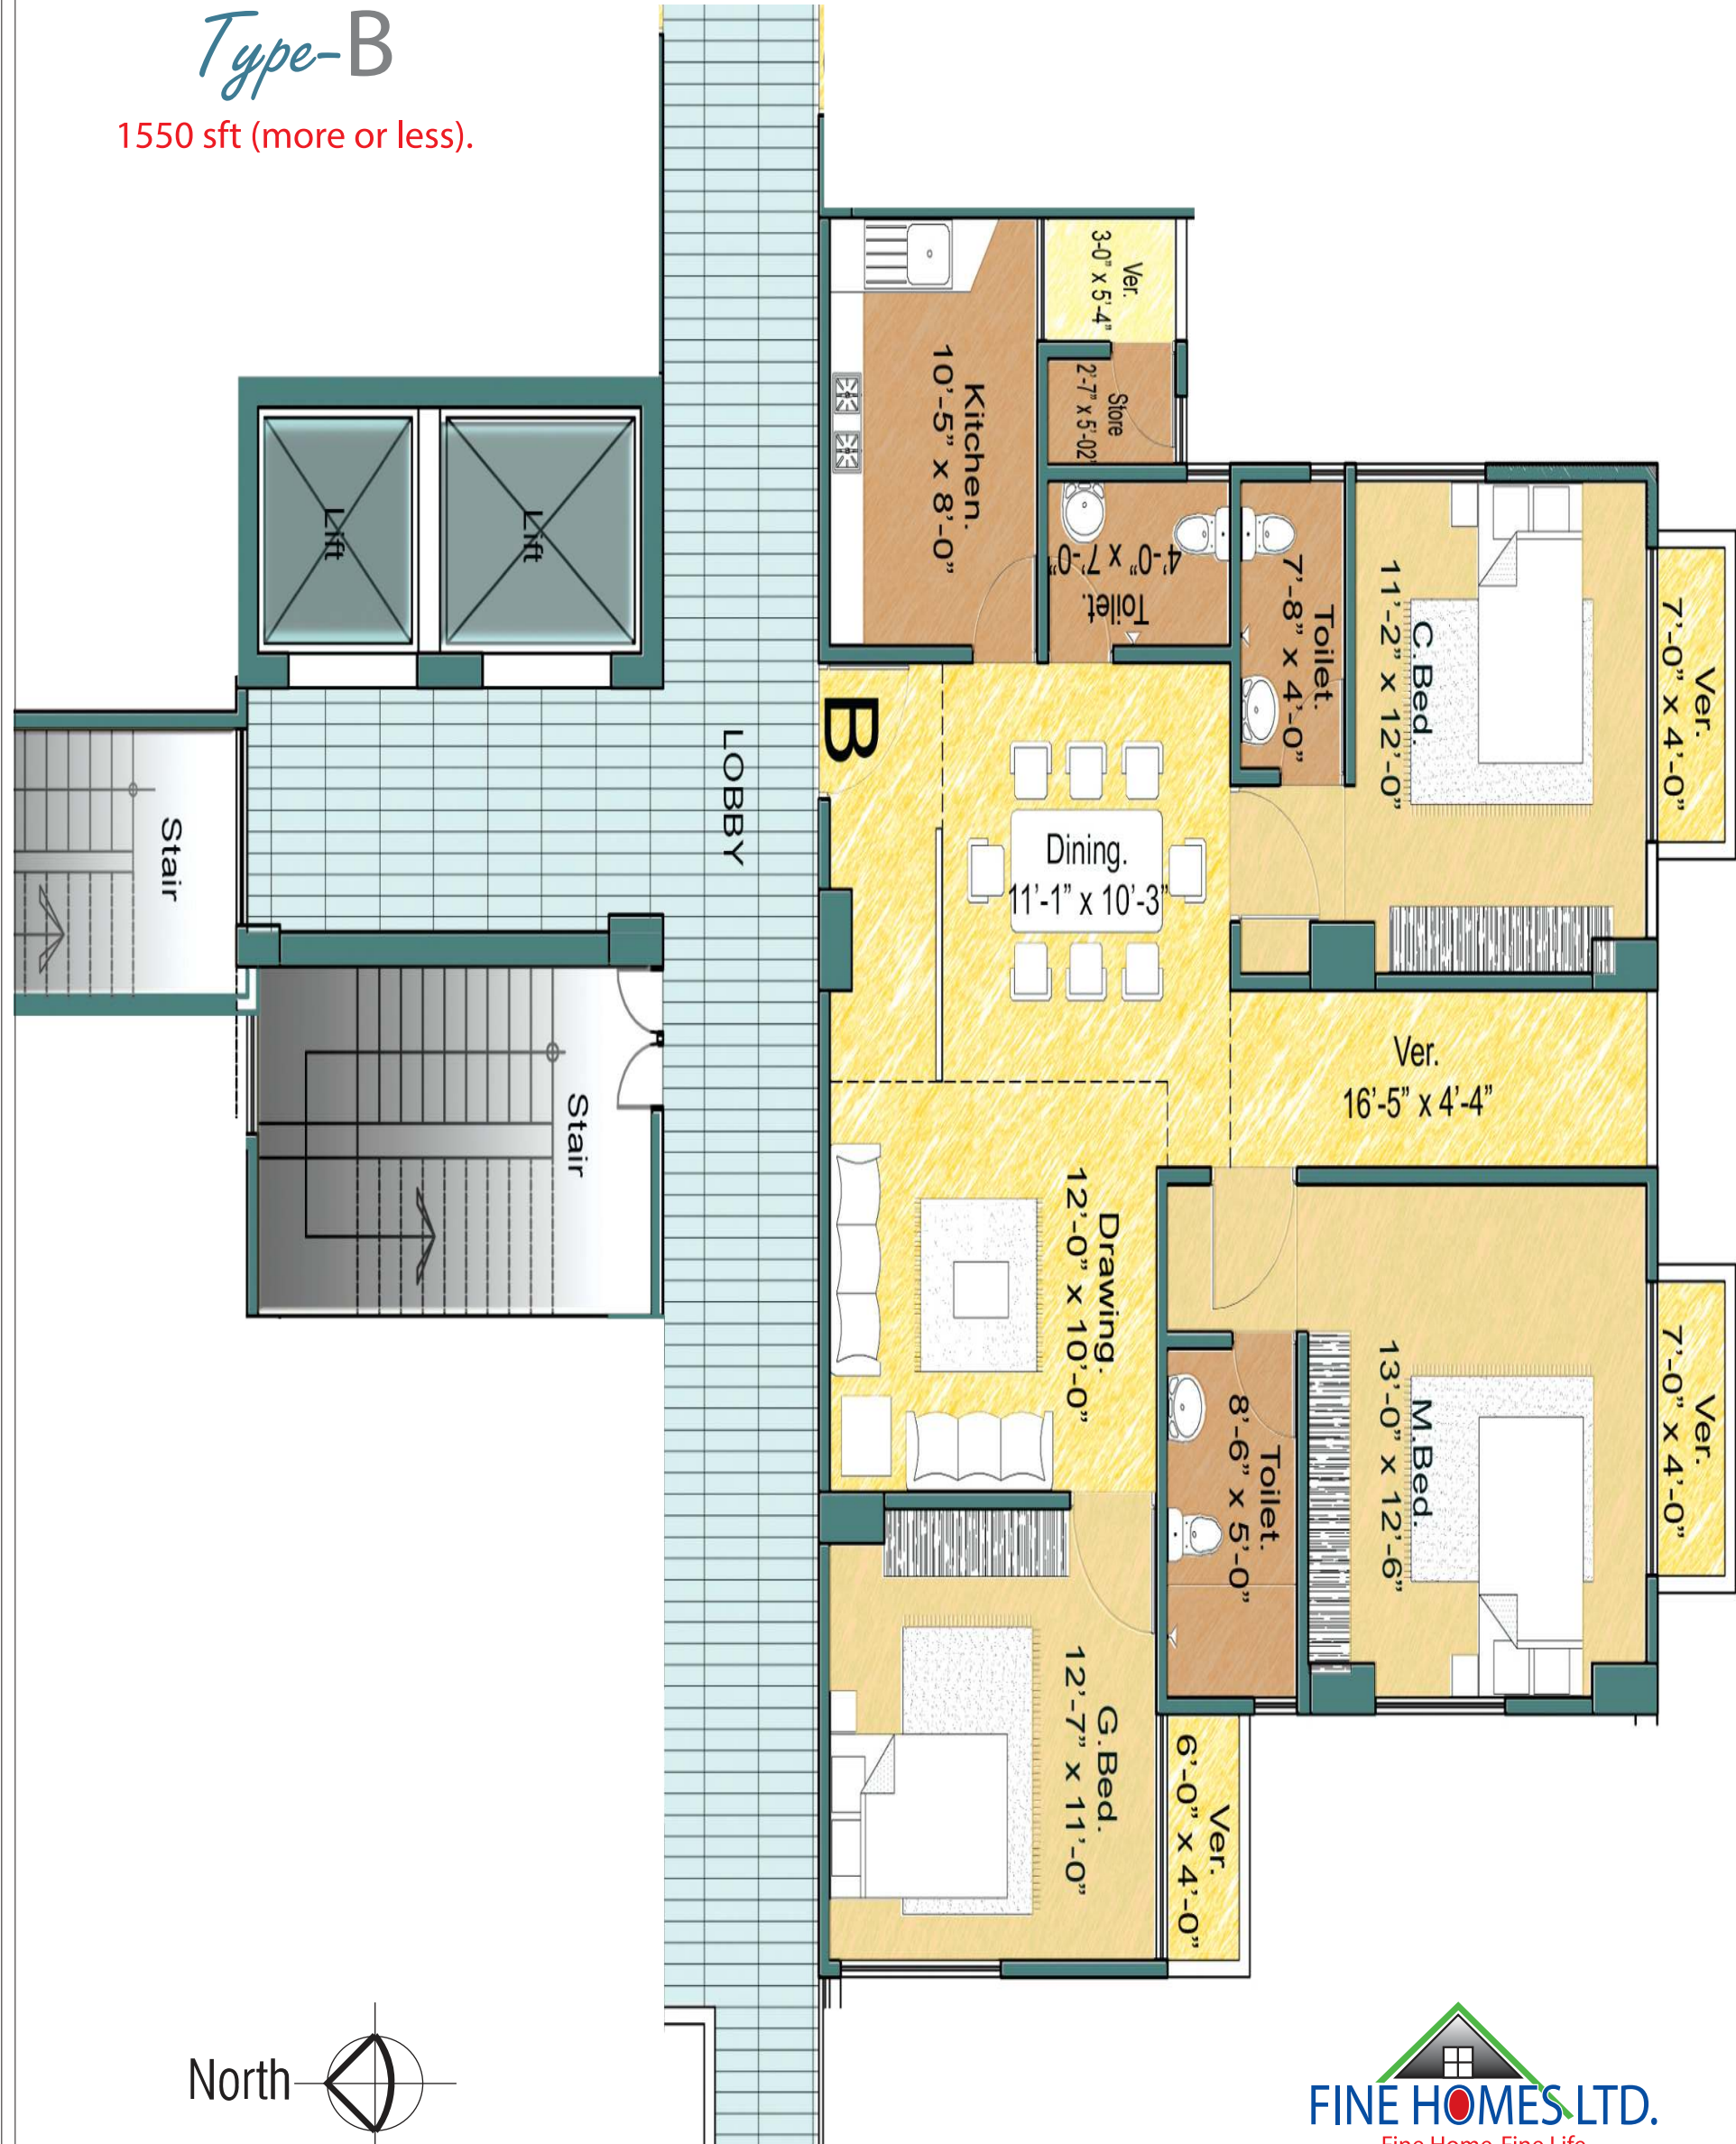 Type-B
1550 sft (more or less).
Ver.
3-0" x 5'-4"
Store
2'-7" x 5'-02'
Kitchen.
10'-5" x 8'-0"
Toilet.
4'-0" x 7'-0"
Toilet.
7'-8" x 4'-0"
C.Bed.
11'-2" x 12'-0"
Ver.
7'-0" x 4'-0"
Lift
Lift
LOBBY
B
Dining.
11'-1" x 10'-3"
Stair
Stair
Ver.
16'-5" x 4'-4"
Drawing.
12'-0" x 10'-0"
Toilet.
8'-6" x 5'-0"
M.Bed.
13'-0" x 12'-6"
Ver.
7'-0" x 4'-0"
G.Bed.
12'-7" x 11'-0"
Ver.
6'-0" x 4'-0"
North
FINE HOMES LTD.
Fine Home, Fine Life